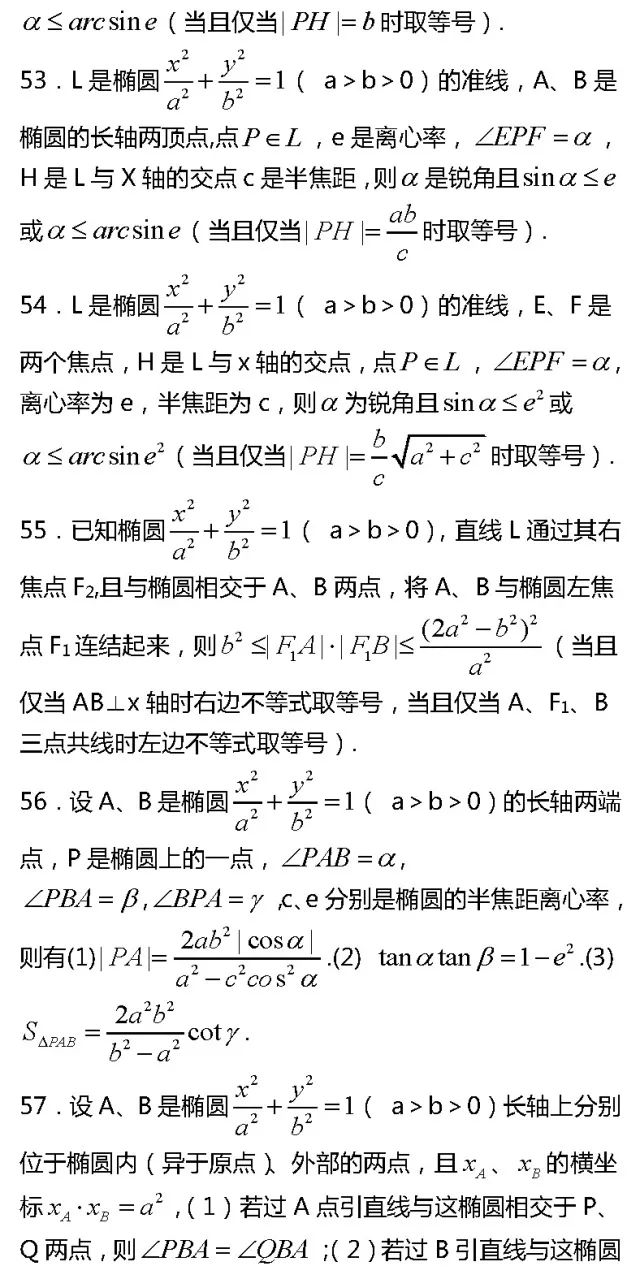 α≤arcsin e（当且仅当|PH|=b时取等号）.
53．L是椭圆x²/a²+y²/b²=1（ a>b>0）的准线，A、B是
椭圆的长轴两顶点,点P∈L，e是离心率，∠EPF=α，
H是L与X轴的交点c是半焦距，则α是锐角且sinα≤e
或α≤arcsin e（当且仅当|PH|=ab/c时取等号）.
54．L是椭圆x²/a²+y²/b²=1（ a>b>0）的准线，E、F是
两个焦点，H是L与x轴的交点，点P∈L，∠EPF=α,
离心率为e，半焦距为c，则α为锐角且sinα≤e²或
α≤arcsin e²（当且仅当|PH|=b/c√(a²+c²)时取等号）.
55．已知椭圆x²/a²+y²/b²=1（ a>b>0），直线L通过其右
焦点F₂,且与椭圆相交于A、B两点，将A、B与椭圆左焦
点F₁连结起来，则b²≤|F₁A|·|F₁B|≤(2a²−b²)²/a²（当且
仅当AB⊥x轴时右边不等式取等号，当且仅当A、F₁、B
三点共线时左边不等式取等号）.
56．设A、B是椭圆x²/a²+y²/b²=1（ a>b>0）的长轴两端
点，P是椭圆上的一点，∠PAB=α,
∠PBA=β,∠BPA=γ,c、e分别是椭圆的半焦距离心率，
则有(1)|PA|=2ab²|cosα|/(a²−c²cos²α).(2) tanαtanβ=1−e².(3)
S△PAB=2a²b²/(b²−a²)cotγ.
57．设A、B是椭圆x²/a²+y²/b²=1（ a>b>0）长轴上分别
位于椭圆内（异于原点）、外部的两点，且x_A、x_B的横坐
标x_A·x_B=a²，（1）若过A点引直线与这椭圆相交于P、
Q两点，则∠PBA=∠QBA；（2）若过B引直线与这椭圆